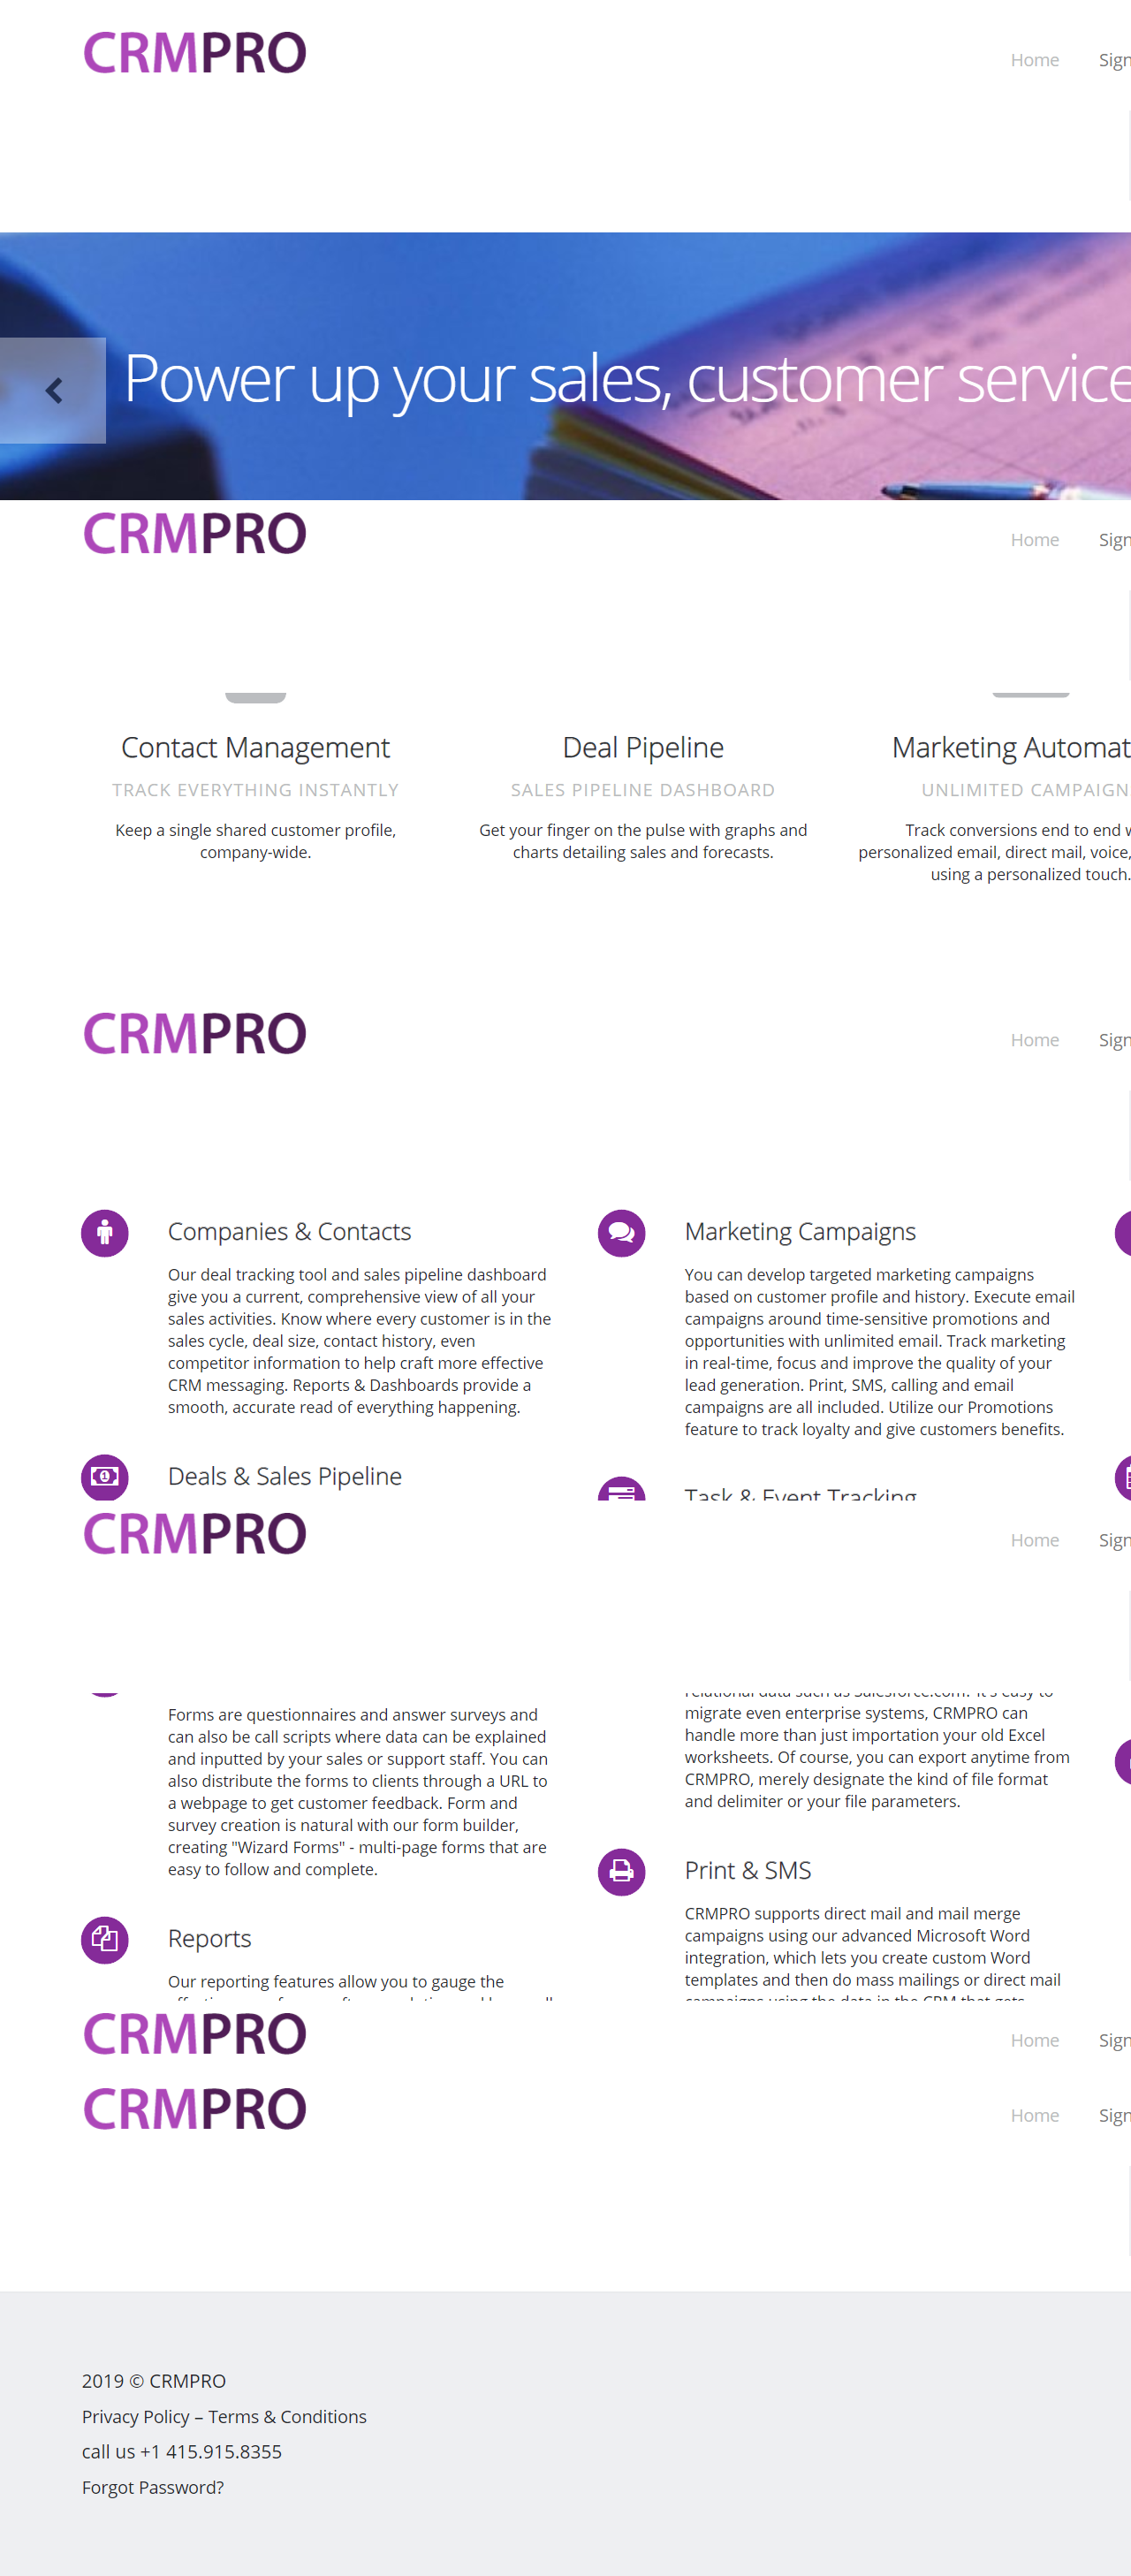 CRMPRO
Home Sign
Power up your sales, customer service
CRMPRO
Home Sign
Contact Management
TRACK EVERYTHING INSTANTLY
Keep a single shared customer profile,
company-wide.
Deal Pipeline
SALES PIPELINE DASHBOARD
Get your finger on the pulse with graphs and
charts detailing sales and forecasts.
Marketing Automat
UNLIMITED CAMPAIGN
Track conversions end to end
personalized email, direct mail, voice,
using a personalized touch.
CRMPRO
Home Sign
Companies & Contacts
Our deal tracking tool and sales pipeline dashboard
give you a current, comprehensive view of all your
sales activities. Know where every customer is in the
sales cycle, deal size, contact history, even
competitor information to help craft more effective
CRM messaging. Reports & Dashboards provide a
smooth, accurate read of everything happening.
Deals & Sales Pipeline
Marketing Campaigns
You can develop targeted marketing campaigns
based on customer profile and history. Execute email
campaigns around time-sensitive promotions and
opportunities with unlimited email. Track marketing
in real-time, focus and improve the quality of your
lead generation. Print, SMS, calling and email
campaigns are all included. Utilize our Promotions
feature to track loyalty and give customers benefits.
Task & Event Tracking
CRMPRO
Home Sign
Forms are questionnaires and answer surveys and
can also be call scripts where data can be explained
and inputted by your sales or support staff. You can
also distribute the forms to clients through a URL to
a webpage to get customer feedback. Form and
survey creation is natural with our form builder,
creating "Wizard Forms" - multi-page forms that are
easy to follow and complete.
Reports
Our reporting features allow you to gauge the
relational data such as Salesforce.com. It's easy to
migrate even enterprise systems, CRMPRO can
handle more than just importation your old Excel
worksheets. Of course, you can export anytime from
CRMPRO, merely designate the kind of file format
and delimiter or your file parameters.
Print & SMS
CRMPRO supports direct mail and mail merge
campaigns using our advanced Microsoft Word
integration, which lets you create custom Word
templates and then do mass mailings or direct mail
campaigns using the data in the CRM that gets
CRMPRO
Home Sign
CRMPRO
Home Sign
2019 © CRMPRO
Privacy Policy – Terms & Conditions
call us +1 415.915.8355
Forgot Password?